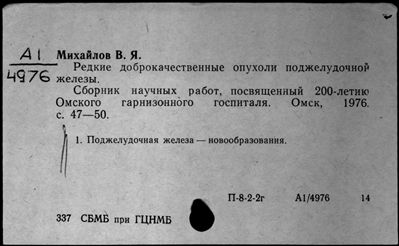 А1
4976
Михайлов В. Я.
Редкие доброкачественные опухоли поджелудочной
железы.
Сборник научных работ, посвященный 200-летию
Омского гарнизонного госпиталя. Омск, 1976.
с. 47—50.
1. Поджелудочная железа — новообразования.
П-8-2-2г А1/4976 14
337 СБМБ при ГЦНМБ